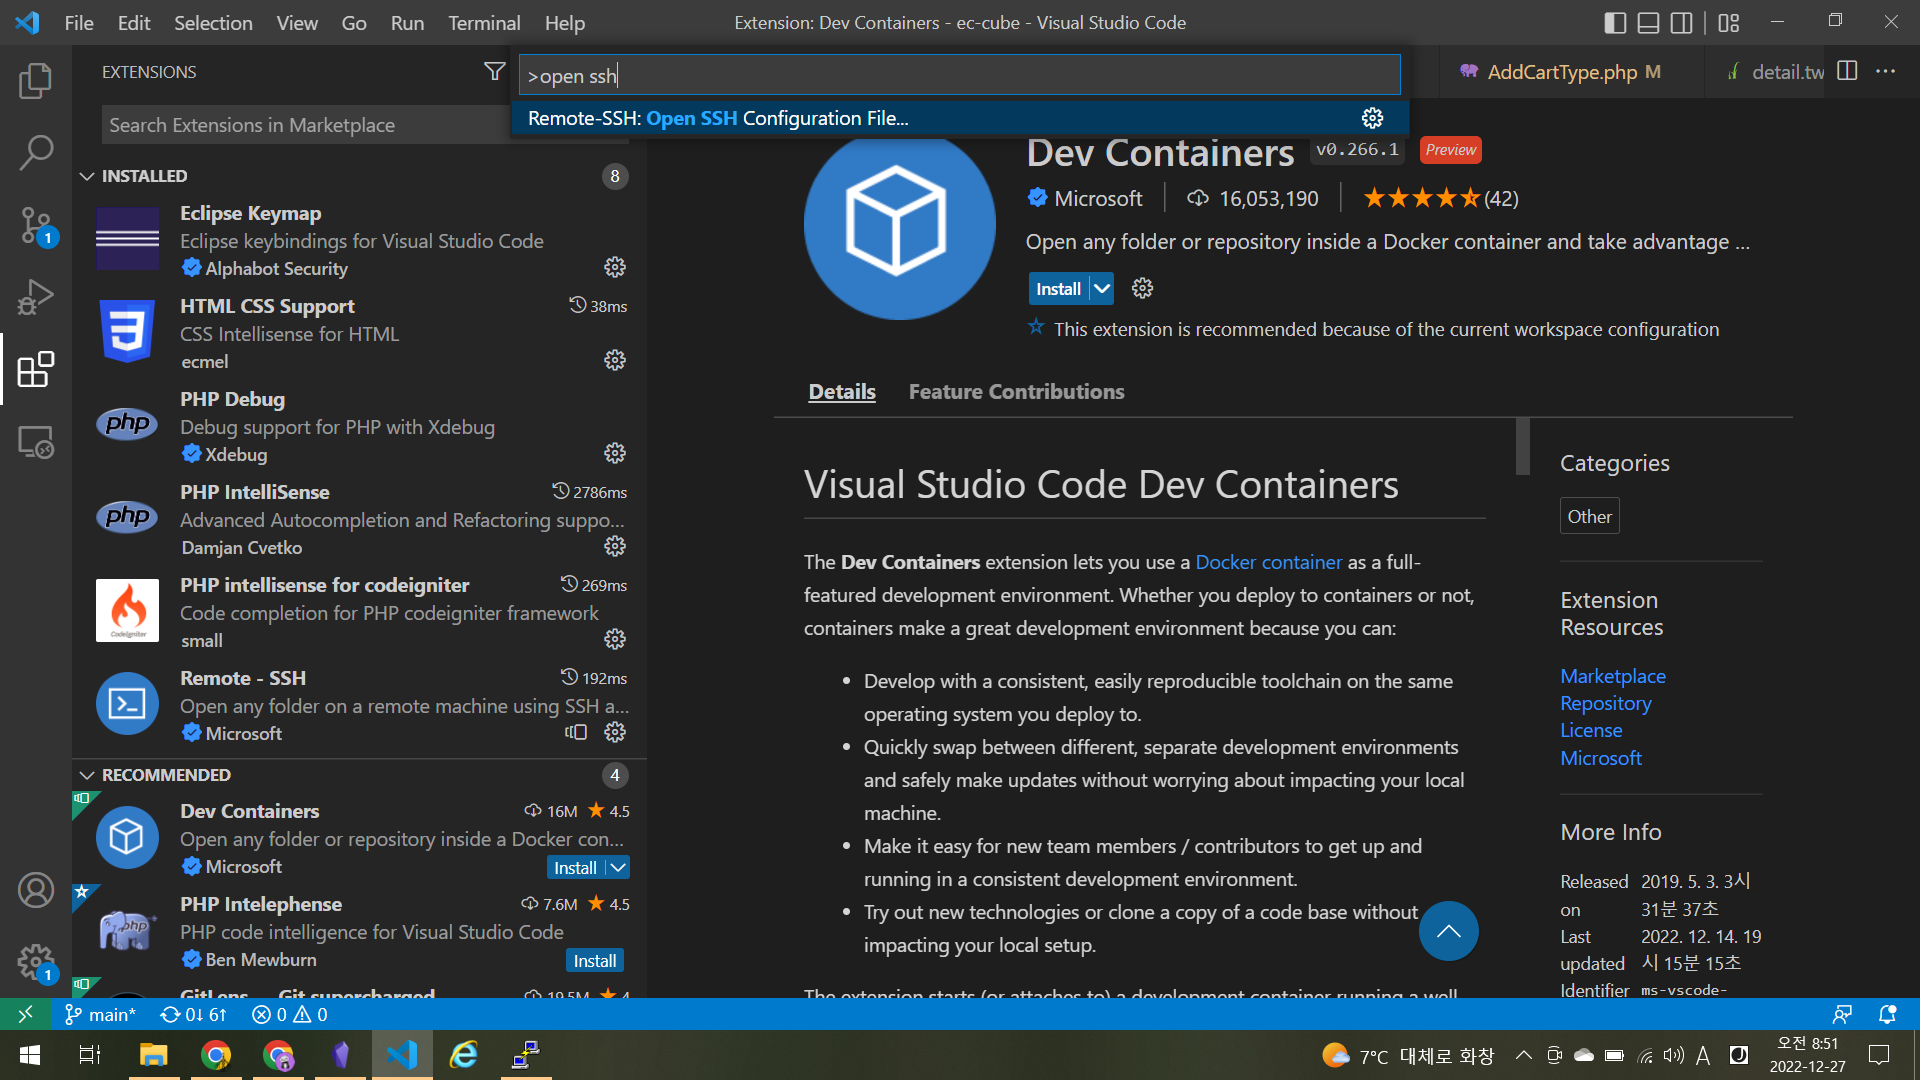 File Edit Selection View Go Run Terminal Help
Extension: Dev Containers - ec-cube - Visual Studio Code
EXTENSIONS
>open ssh
Remote-SSH: Open SSH Configuration File...
AddCartType.php M
detail.tw
Search Extensions in Marketplace
INSTALLED 8
Eclipse Keymap
Eclipse keybindings for Visual Studio Code
Alphabot Security
HTML CSS Support 38ms
CSS Intellisense for HTML
ecmel
PHP Debug
Debug support for PHP with Xdebug
Xdebug
PHP IntelliSense 2786ms
Advanced Autocompletion and Refactoring suppo...
Damjan Cvetko
PHP intellisense for codeigniter 269ms
Code completion for PHP codeigniter framework
small
Remote - SSH 192ms
Open any folder on a remote machine using SSH a...
Microsoft
RECOMMENDED 4
Dev Containers 16M 4.5
Open any folder or repository inside a Docker con...
Microsoft Install
PHP Intelephense 7.6M 4.5
PHP code intelligence for Visual Studio Code
Ben Mewburn Install
GitLens — Git supercharged 19.5M 4
php
php
CodeIgniter
php
1
1
Dev Containers v0.266.1 Preview
Microsoft 16,053,190 (42)
Open any folder or repository inside a Docker container and take advantage ...
Install
This extension is recommended because of the current workspace configuration
Details Feature Contributions
Visual Studio Code Dev Containers
The Dev Containers extension lets you use a Docker container as a full-
featured development environment. Whether you deploy to containers or not,
containers make a great development environment because you can:
Develop with a consistent, easily reproducible toolchain on the same
operating system you deploy to.
Quickly swap between different, separate development environments
and safely make updates without worrying about impacting your local
machine.
Make it easy for new team members / contributors to get up and
running in a consistent development environment.
Try out new technologies or clone a copy of a code base without
impacting your local setup.
The extension starts (or attaches to) a development container running a well
Categories
Other
Extension
Resources
Marketplace
Repository
License
Microsoft
More Info
Released 2019. 5. 3. 3시
on 31분 37초
Last 2022. 12. 14. 19
updated 시 15분 15초
Identifier ms-vscode-
main* 0↓ 6↑ 0 0
7°C 대체로 화창 A J
오전 8:51
2022-12-27